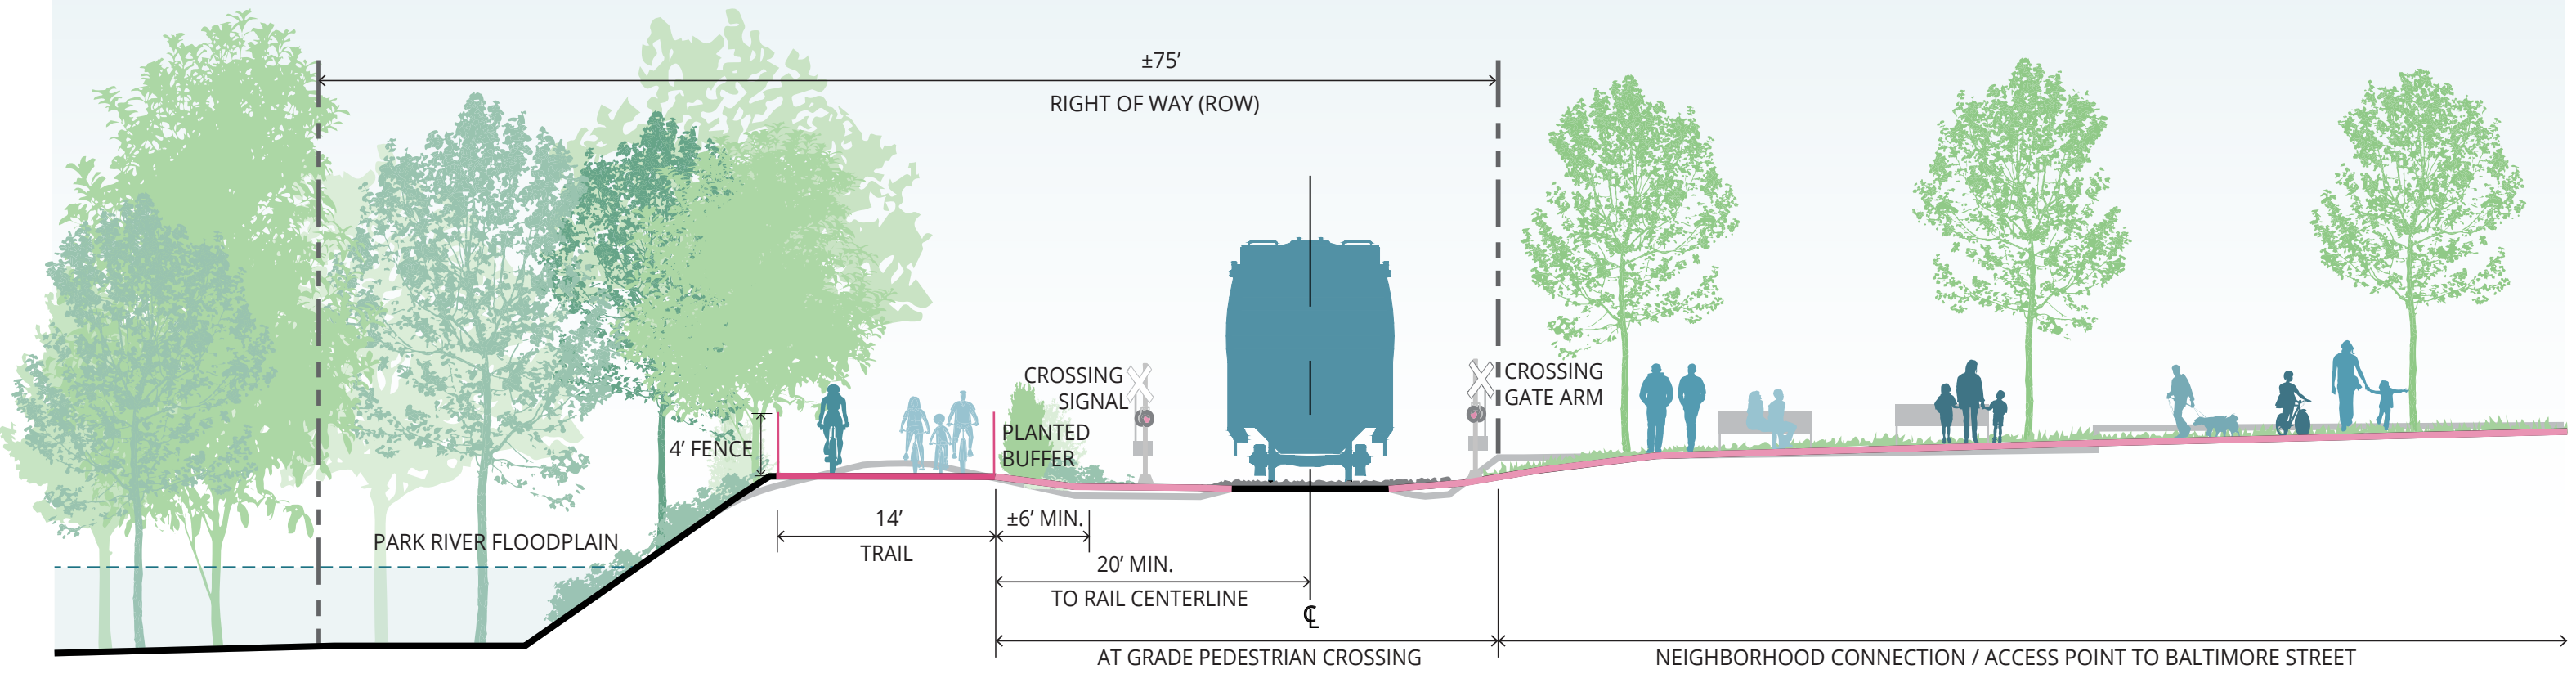 ±75’
RIGHT OF WAY (ROW)
CROSSING
SIGNAL
CROSSING
GATE ARM
4’ FENCE
PLANTED
BUFFER
PARK RIVER FLOODPLAIN
14’
TRAIL
±6’ MIN.
20’ MIN.
TO RAIL CENTERLINE
℄
AT GRADE PEDESTRIAN CROSSING
NEIGHBORHOOD CONNECTION / ACCESS POINT TO BALTIMORE STREET